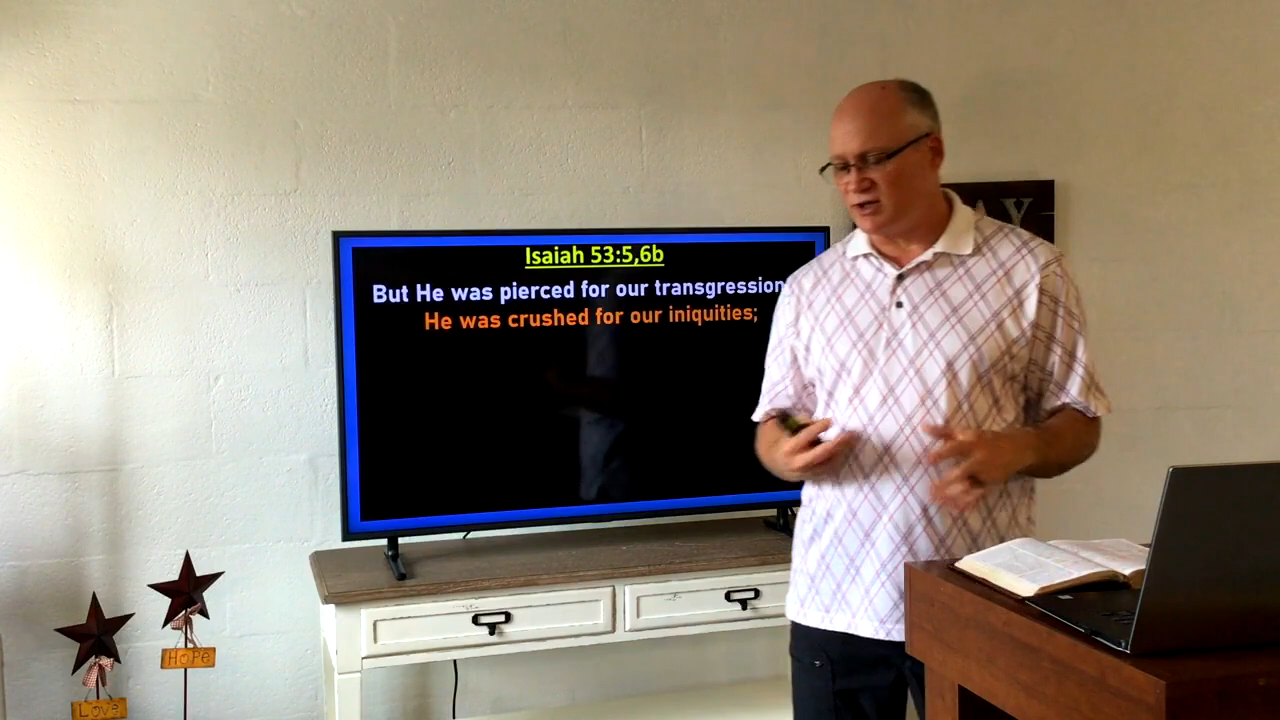 Isaiah 53:5,6b
But He was pierced for our transgression
He was crushed for our iniquities;
AY
HOPE
Love